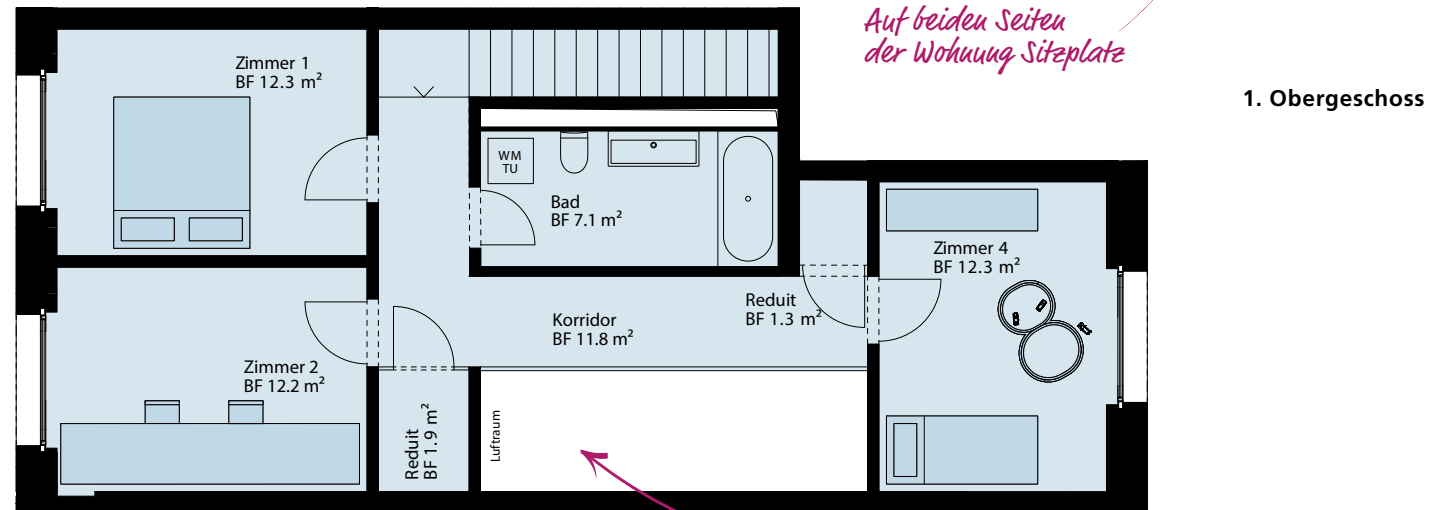 Auf beiden Seiten
der Wohnung Sitzplatz
1. Obergeschoss
Zimmer 1
BF 12.3 m²
WM
TU
Bad
BF 7.1 m²
Zimmer 4
BF 12.3 m²
Reduit
BF 1.3 m²
Korridor
BF 11.8 m²
Zimmer 2
BF 12.2 m²
Reduit
BF 1.9 m²
Luftraum